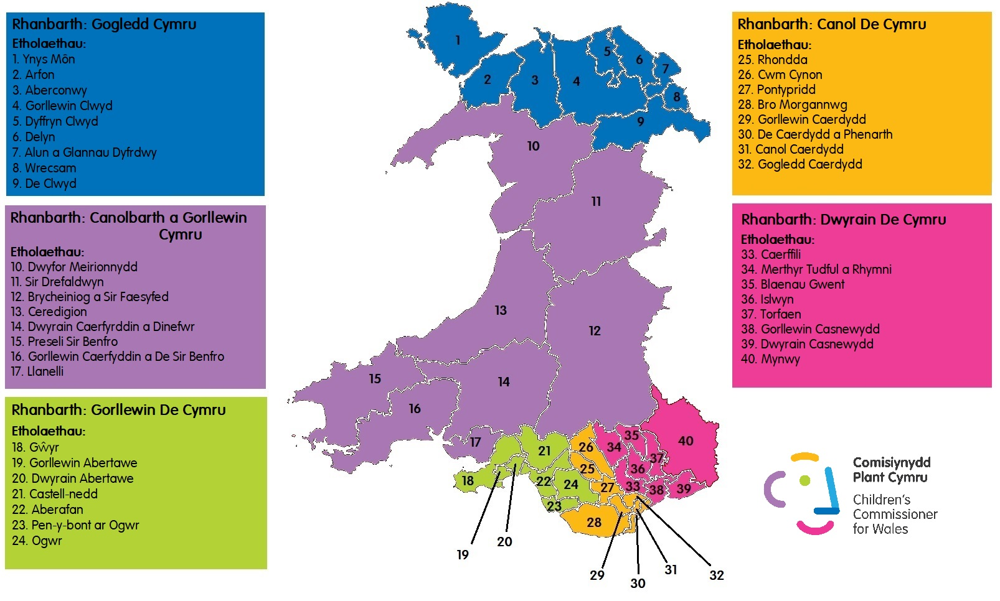 Rhanbarth: Gogledd Cymru
Etholaethau:
1. Ynys Môn
2. Arfon
3. Aberconwy
4. Gorllewin Clwyd
5. Dyffryn Clwyd
6. Delyn
7. Alun a Glannau Dyfrdwy
8. Wrecsam
9. De Clwyd
Rhanbarth: Canolbarth a Gorllewin
Cymru
Etholaethau:
10. Dwyfor Meirionnydd
11. Sir Drefaldwyn
12. Brycheiniog a Sir Faesyfed
13. Ceredigion
14. Dwyrain Caerfyrddin a Dinefwr
15. Preseli Sir Benfro
16. Gorllewin Caerfyddin a De Sir Benfro
17. Llanelli
Rhanbarth: Gorllewin De Cymru
Etholaethau:
18. Gŵyr
19. Gorllewin Abertawe
20. Dwyrain Abertawe
21. Castell-nedd
22. Aberafan
23. Pen-y-bont ar Ogwr
24. Ogwr
1
2
3
4
5
6
7
8
9
10
11
12
13
14
15
16
17
18
19
20
21
22
23
24
25
26
27
28
29
30
31
32
33
34
35
36
37
38
39
40
Rhanbarth: Canol De Cymru
Etholaethau:
25. Rhondda
26. Cwm Cynon
27. Pontypridd
28. Bro Morgannwg
29. Gorllewin Caerdydd
30. De Caerdydd a Phenarth
31. Canol Caerdydd
32. Gogledd Caerdydd
Rhanbarth: Dwyrain De Cymru
Etholaethau:
33. Caerffili
34. Merthyr Tudful a Rhymni
35. Blaenau Gwent
36. Islwyn
37. Torfaen
38. Gorllewin Casnewydd
39. Dwyrain Casnewydd
40. Mynwy
Comisiynydd
Plant Cymru
Children's
Commissioner
for Wales